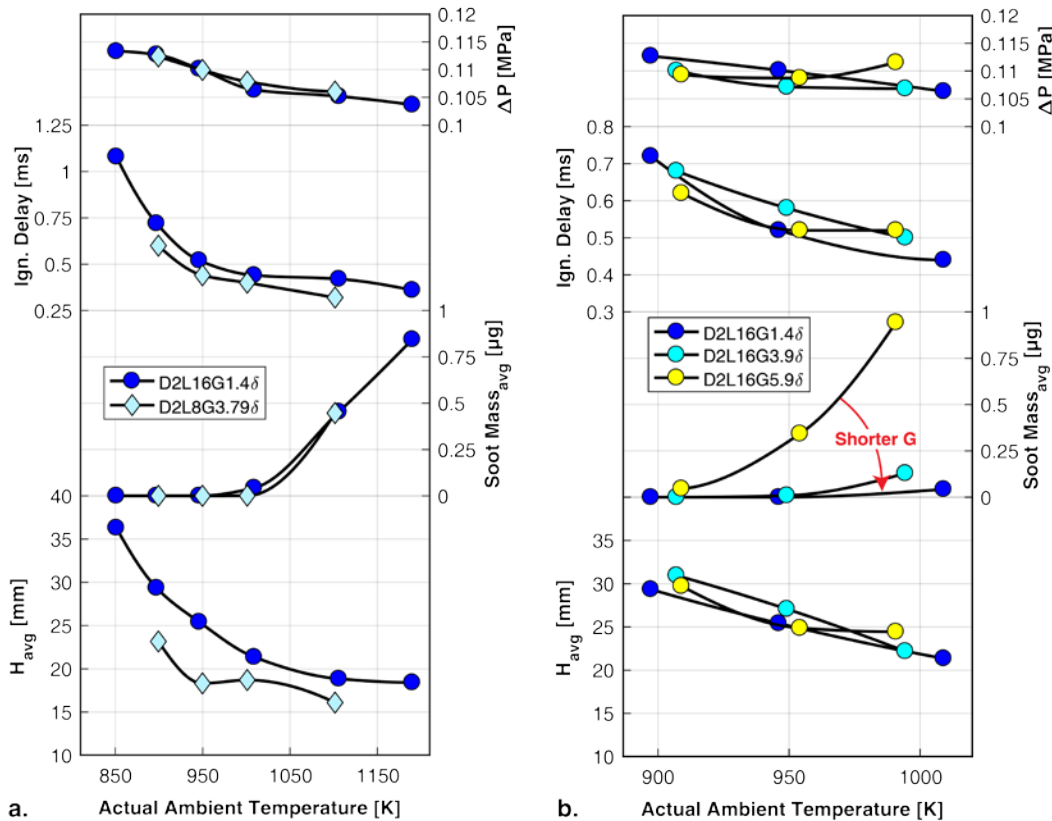 0.12
0.115
0.11
0.105
0.1
ΔP [MPa]
1.25
1
0.75
0.5
0.25
Ign. Delay [ms]
1
0.75
0.5
0.25
0
Soot Mass_avg [µg]
D2L16G1.4δ
D2L8G3.79δ
40
35
30
25
20
15
10
H_avg [mm]
850
950
1050
1150
a.
Actual Ambient Temperature [K]
0.12
0.115
0.11
0.105
0.1
ΔP [MPa]
0.8
0.7
0.6
0.5
0.4
0.3
Ign. Delay [ms]
D2L16G1.4δ
D2L16G3.9δ
D2L16G5.9δ
Shorter G
1
0.75
0.5
0.25
0
Soot Mass_avg [µg]
35
30
25
20
15
10
H_avg [mm]
900
950
1000
b.
Actual Ambient Temperature [K]